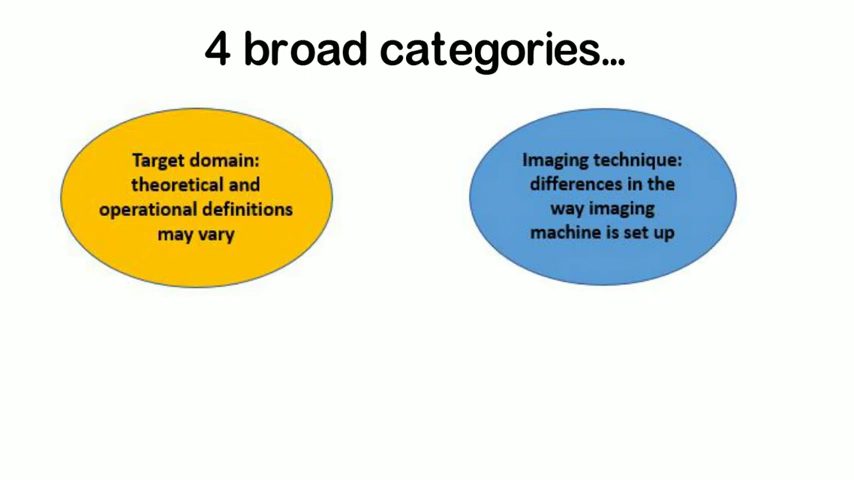 4 broad categories...
Target domain:
theoretical and
operational definitions
may vary
Imaging technique:
differences in the
way imaging
machine is set up